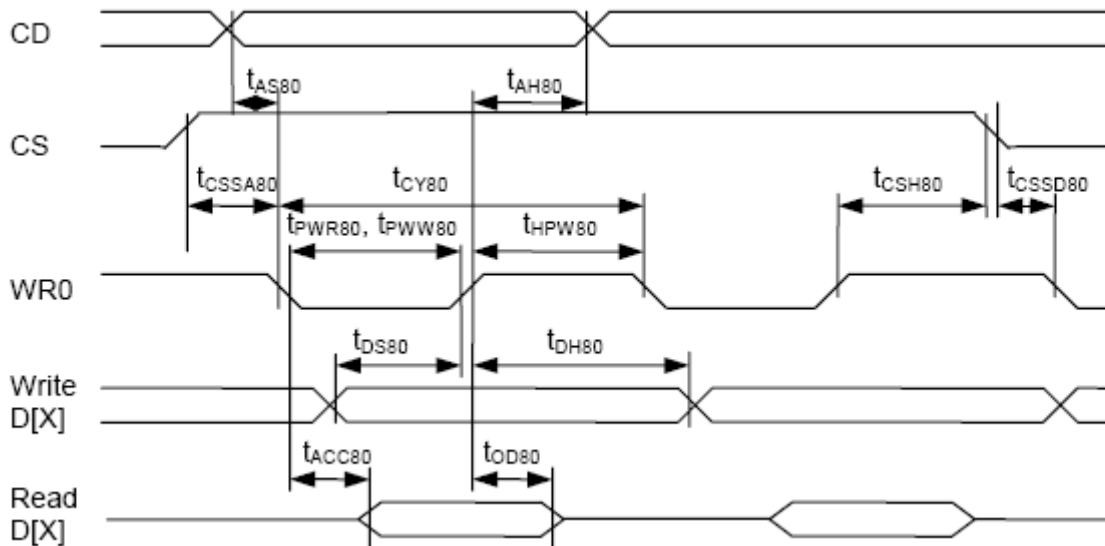 CD
tAS80
tAH80
CS
tCSSA80
tCY80
tCSH80
tCSSD80
tPWR80, tPWW80
tHPW80
WR0
tDS80
tDH80
Write
D[X]
tACC80
tOD80
Read
D[X]